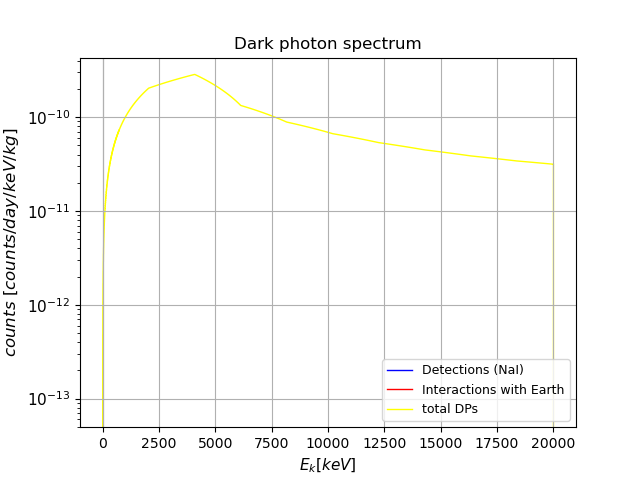 Dark photon spectrum
counts [counts/day/keV/kg]
10⁻¹⁰
10⁻¹¹
10⁻¹²
10⁻¹³
Detections (NaI)
Interactions with Earth
total DPs
0 2500 5000 7500 10000 12500 15000 17500 20000
Eₖ[keV]